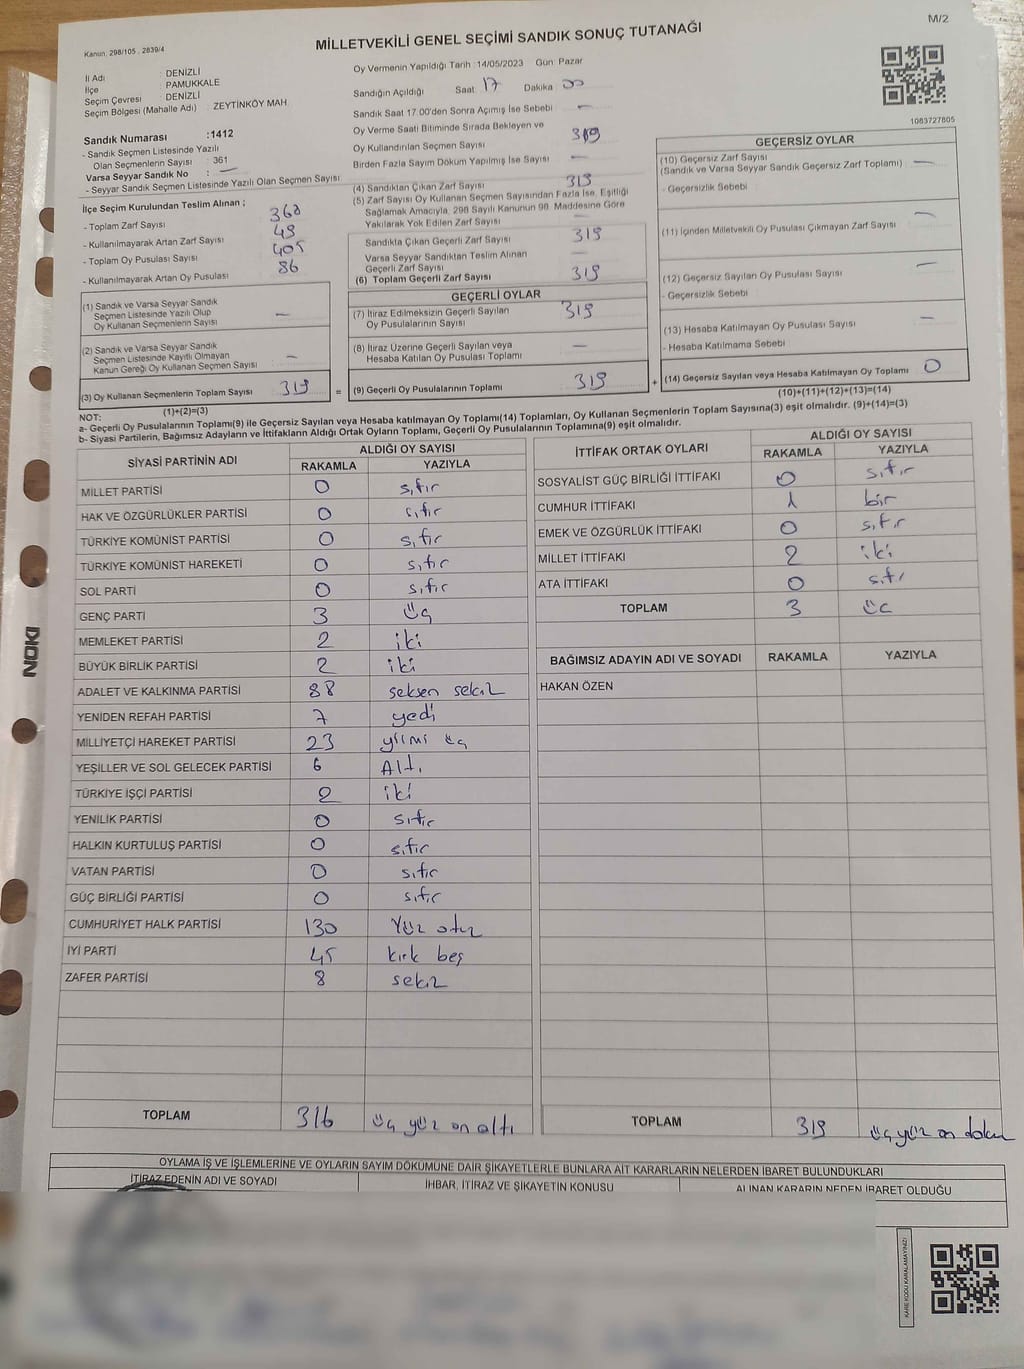 M/2
Kanun, 298/105 , 2839/4
MİLLETVEKİLİ GENEL SEÇİMİ SANDIK SONUÇ TUTANAĞI
İl Adı : DENİZLİ
İlçe : PAMUKKALE
Seçim Çevresi : DENİZLİ
Seçim Bölgesi (Mahalle Adı) : ZEYTİNKÖY MAH.
Sandık Numarası :1412
- Sandık Seçmen Listesinde Yazılı
Olan Seçmenlerin Sayısı : 361
Varsa Seyyar Sandık No : —
- Seyyar Sandık Seçmen Listesinde Yazılı Olan Seçmen Sayısı:
İlçe Seçim Kurulundan Teslim Alınan ;
- Toplam Zarf Sayısı 368
- Kullanılmayarak Artan Zarf Sayısı 49
- Toplam Oy Pusulası Sayısı 405
- Kullanılmayarak Artan Oy Pusulası 86
(1) Sandık ve Varsa Seyyar Sandık
Seçmen Listesinde Yazılı Olup
Oy Kullanan Seçmenlerin Sayısı —
(2) Sandık ve Varsa Seyyar Sandık
Seçmen Listesinde Kayıtlı Olmayan
Kanun Gereği Oy Kullanan Seçmen Sayısı —
(3) Oy Kullanan Seçmenlerin Toplam Sayısı 319 =
(1)+(2)=(3)
Oy Vermenin Yapıldığı Tarih :14/05/2023 Gün: Pazar
Sandığın Açıldığı Saat 17 Dakika 00
Sandık Saat 17:00'den Sonra Açımış İse Sebebi —
Oy Verme Saati Bitiminde Sırada Bekleyen ve
Oy Kullandırılan Seçmen Sayısı 319
Birden Fazla Sayım Döküm Yapılmış İse Sayısı —
(4) Sandıktan Çıkan Zarf Sayısı 319
(5) Zarf Sayısı Oy Kullanan Seçmen Sayısından Fazla İse, Eşitliği
Sağlamak Amacıyla, 298 Sayılı Kanunun 98. Maddesine Göre
Yakılarak Yok Edilen Zarf Sayısı —
Sandıkta Çıkan Geçerli Zarf Sayısı 319
Varsa Seyyar Sandıktan Teslim Alınan
Geçerli Zarf Sayısı —
(6) Toplam Geçerli Zarf Sayısı 319
GEÇERLİ OYLAR
(7) İtiraz Edilmeksizin Geçerli Sayılan
Oy Pusulalarının Sayısı 319
(8) İtiraz Üzerine Geçerli Sayılan veya
Hesaba Katılan Oy Pusulası Toplamı —
(9) Geçerli Oy Pusulalarının Toplamı 319 +
1083727805
GEÇERSİZ OYLAR
(10) Geçersiz Zarf Sayısı
(Sandık ve Varsa Seyyar Sandık Geçersiz Zarf Toplamı) —
- Geçersizlik Sebebi
(11) İçinden Milletvekili Oy Pusulası Çıkmayan Zarf Sayısı —
(12) Geçersiz Sayılan Oy Pusulası Sayısı —
- Geçersizlik Sebebi
(13) Hesaba Katılmayan Oy Pusulası Sayısı —
- Hesaba Katılmama Sebebi
(14) Geçersiz Sayılan veya Hesaba Katılmayan Oy Toplamı 0
(10)+(11)+(12)+(13)=(14)
NOT:
a- Geçerli Oy Pusulalarının Toplamı(9) ile Geçersiz Sayılan veya Hesaba katılmayan Oy Toplamı(14) Toplamları, Oy Kullanan Seçmenlerin Toplam Sayısına(3) eşit olmalıdır. (9)+(14)=(3)
b- Siyasi Partilerin, Bağımsız Adayların ve İttifakların Aldığı Ortak Oyların Toplamı, Geçerli Oy Pusulalarının Toplamına(9) eşit olmalıdır.
SİYASİ PARTİNİN ADI ALDIĞI OY SAYISI
RAKAMLA YAZIYLA
MİLLET PARTİSİ 0 sıfır
HAK VE ÖZGÜRLÜKLER PARTİSİ 0 sıfır
TÜRKİYE KOMÜNİST PARTİSİ 0 sıfır
TÜRKİYE KOMÜNİST HAREKETİ 0 sıfır
SOL PARTİ 0 sıfır
GENÇ PARTİ 3 üç
MEMLEKET PARTİSİ 2 iki
BÜYÜK BİRLİK PARTİSİ 2 iki
ADALET VE KALKINMA PARTİSİ 88 seksen sekiz
YENİDEN REFAH PARTİSİ 7 yedi
MİLLİYETÇİ HAREKET PARTİSİ 23 yirmi üç
YEŞİLLER VE SOL GELECEK PARTİSİ 6 Altı
TÜRKİYE İŞÇİ PARTİSİ 2 iki
YENİLİK PARTİSİ 0 sıfır
HALKIN KURTULUŞ PARTİSİ 0 sıfır
VATAN PARTİSİ 0 sıfır
GÜÇ BİRLİĞİ PARTİSİ 0 sıfır
CUMHURİYET HALK PARTİSİ 130 Yüz otuz
İYİ PARTİ 45 kırk beş
ZAFER PARTİSİ 8 sekiz
TOPLAM 316 üç yüz on altı
İTTİFAK ORTAK OYLARI ALDIĞI OY SAYISI
RAKAMLA YAZIYLA
SOSYALİST GÜÇ BİRLİĞİ İTTİFAKI 0 sıfır
CUMHUR İTTİFAKI 1 bir
EMEK VE ÖZGÜRLÜK İTTİFAKI 0 sıfır
MİLLET İTTİFAKI 2 iki
ATA İTTİFAKI 0 sıfır
TOPLAM 3 üç
BAĞIMSIZ ADAYIN ADI VE SOYADI RAKAMLA YAZIYLA
HAKAN ÖZEN
TOPLAM 319 üç yüz on dokuz
OYLAMA İŞ VE İŞLEMLERİNE VE OYLARIN SAYIM DÖKÜMÜNE DAİR ŞİKAYETLERLE BUNLARA AİT KARARLARIN NELERDEN İBARET BULUNDUKLARI
İTİRAZ EDENİN ADI VE SOYADI İHBAR, İTİRAZ VE ŞİKAYETİN KONUSU ALINAN KARARIN NEDEN İBARET OLDUĞU
KARE KODU KARALAMAYINIZ!
NOKI